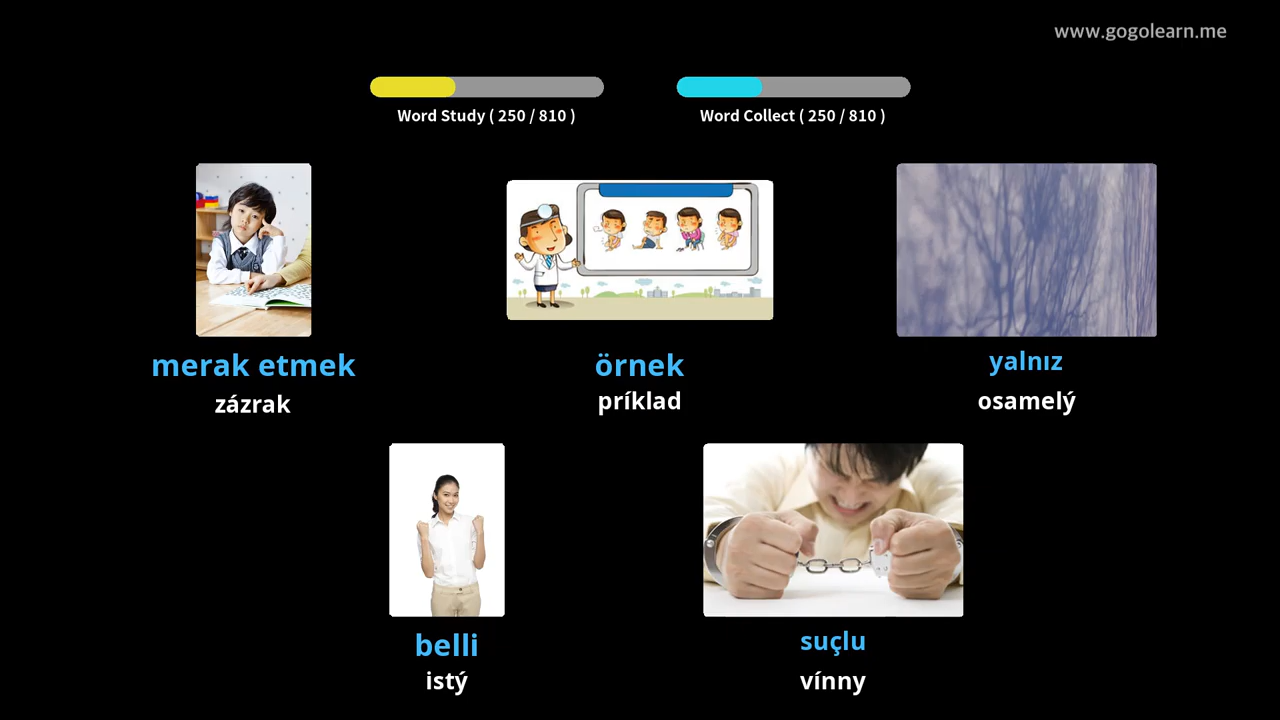 www.gogolearn.me
Word Study ( 250 / 810 )
Word Collect ( 250 / 810 )
merak etmek
zázrak
örnek
príklad
yalnız
osamelý
belli
istý
suçlu
vínny